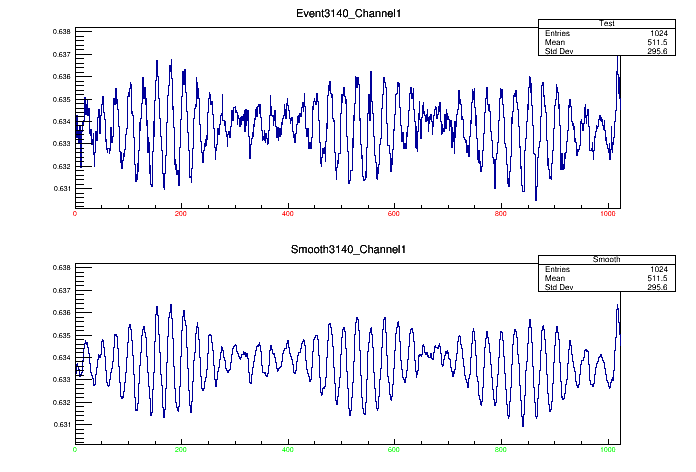 Event3140_Channel1
Test
Entries 1024
Mean 511.5
Std Dev 295.6
0.638
0.637
0.636
0.635
0.634
0.633
0.632
0.631
0 200 400 600 800 1000
Smooth3140_Channel1
Smooth
Entries 1024
Mean 511.5
Std Dev 295.6
0.638
0.637
0.636
0.635
0.634
0.633
0.632
0.631
0 200 400 600 800 1000